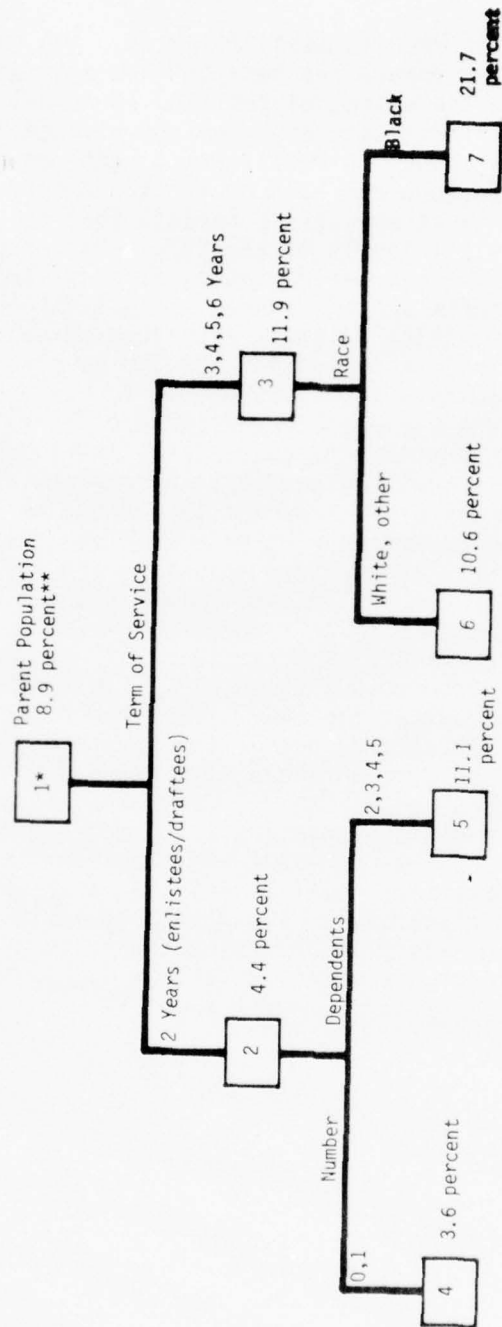 Parent Population
8.9 percent**
1*
Term of Service
2 Years (enlistees/draftees)
3,4,5,6 Years
2
4.4 percent
3
11.9 percent
Number
Dependents
Race
0,1
2,3,4,5
White, other
Black
4
3.6 percent
5
11.1
percent
6
10.6 percent
7
21.7
percent